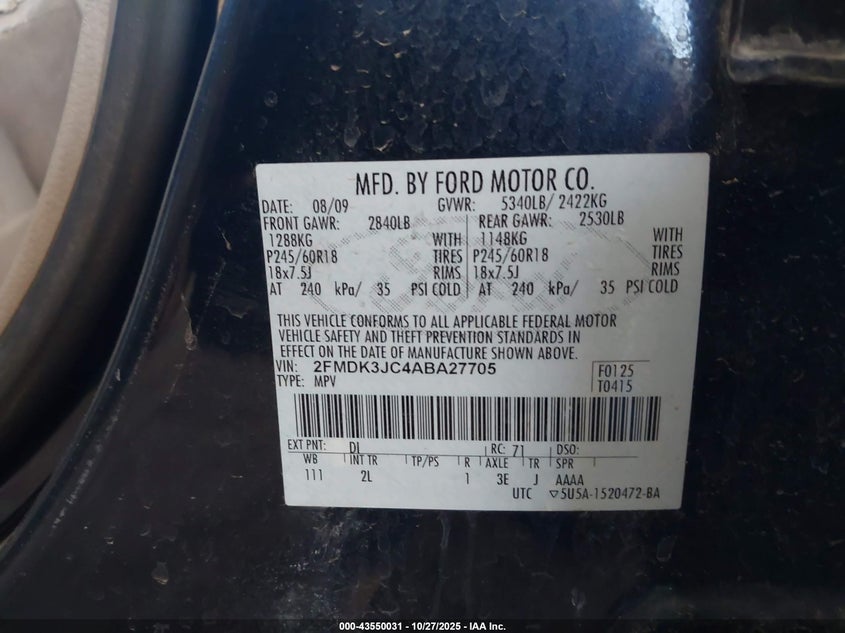 MFD. BY FORD MOTOR CO.
DATE: 08/09 GVWR: 5340LB/ 2422KG
FRONT GAWR: 2840LB REAR GAWR: 2530LB
1288KG WITH 1148KG WITH
P245/60R18 TIRES P245/60R18 TIRES
18x7.5J RIMS 18x7.5J RIMS
AT 240 kPa/ 35 PSI COLD AT 240 kPa/ 35 PSI COLD
THIS VEHICLE CONFORMS TO ALL APPLICABLE FEDERAL MOTOR
VEHICLE SAFETY AND THEFT PREVENTION STANDARDS IN
EFFECT ON THE DATE OF MANUFACTURE SHOWN ABOVE.
VIN: 2FMDK3JC4ABA27705 F0125
TYPE: MPV T0415
EXT PNT: DL RC: 71 DSO:
WB INT TR TP/PS R AXLE TR SPR
111 2L 1 3E J AAAA
UTC ▽5U5A-1520472-BA
000-43550031 - 10/27/2025 - IAA Inc.